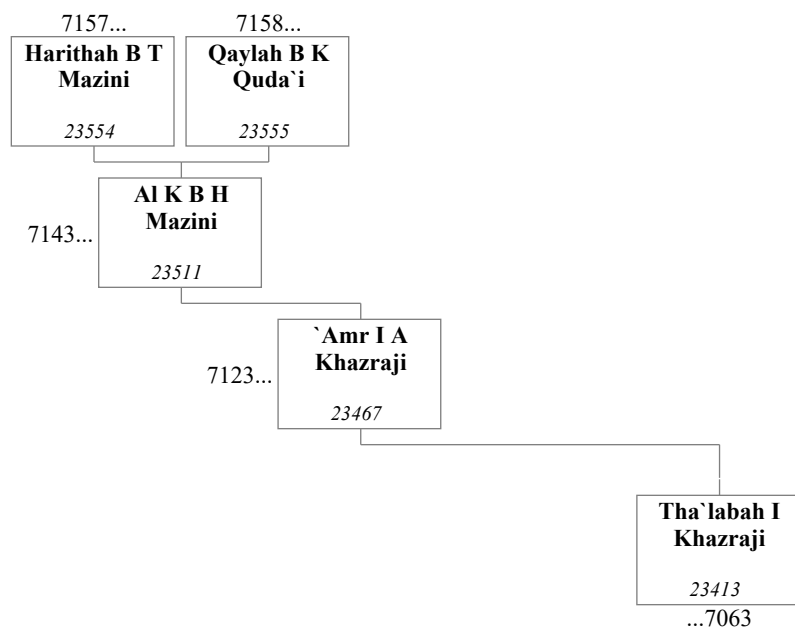 7157...
7158...
Harithah B T
Mazini
23554
Qaylah B K
Quda`i
23555
Al K B H
Mazini
23511
7143...
`Amr I A
Khazraji
23467
7123...
Tha`labah I
Khazraji
23413
...7063